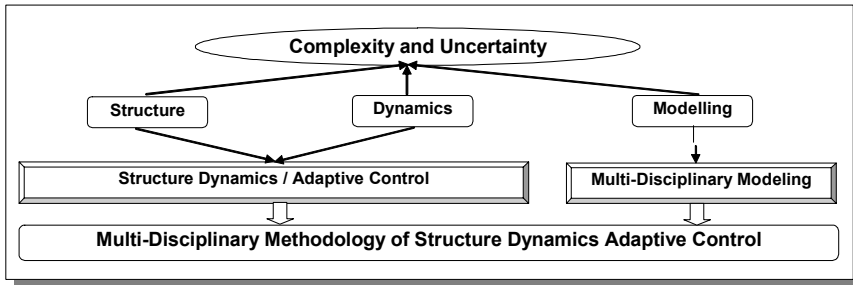 Complexity and Uncertainty
Structure
Dynamics
Modelling
Structure Dynamics / Adaptive Control
Multi-Disciplinary Modeling
Multi-Disciplinary Methodology of Structure Dynamics Adaptive Control